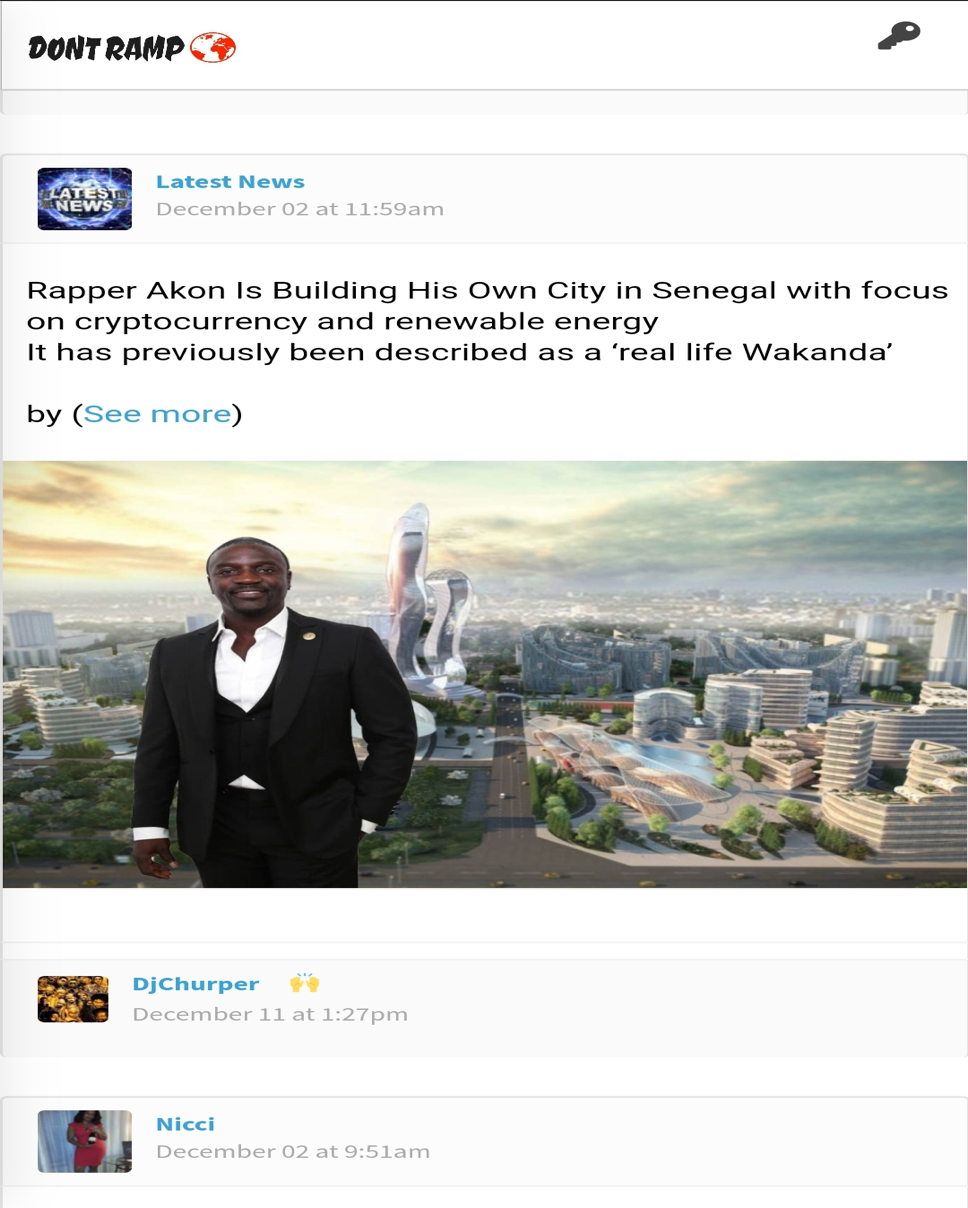 DONT RAMP
Latest News
December 02 at 11:59am
LATEST
NEWS
Rapper Akon Is Building His Own City in Senegal with focus
on cryptocurrency and renewable energy
It has previously been described as a ‘real life Wakanda’
by (See more)
DjChurper 🙌
December 11 at 1:27pm
Nicci
December 02 at 9:51am